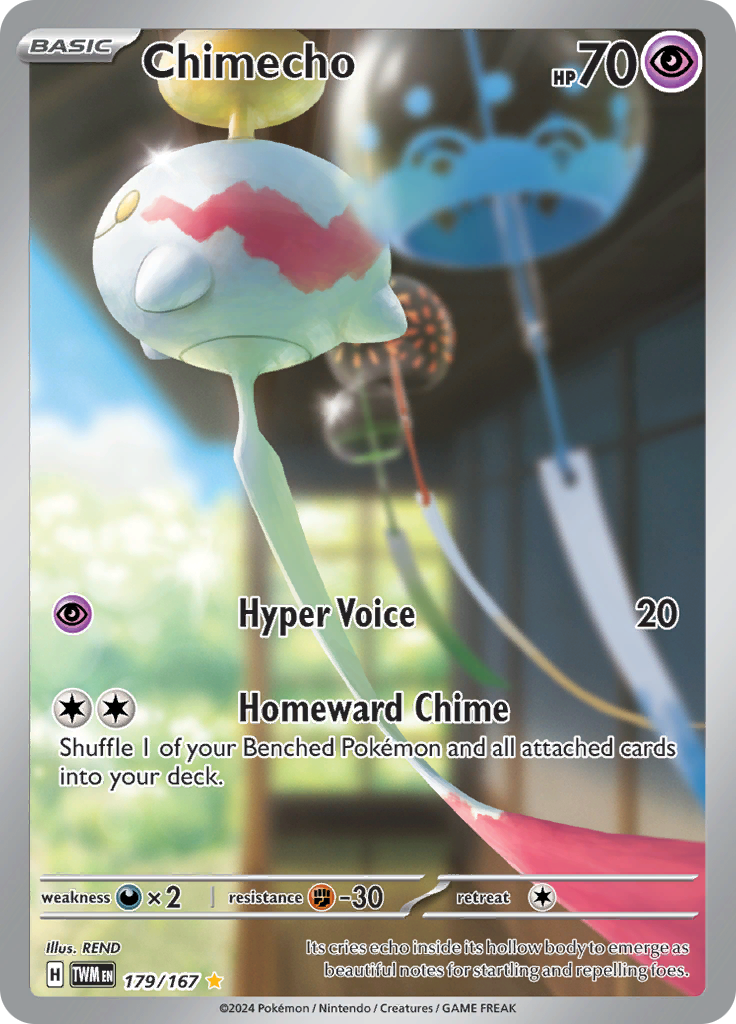 BASIC
Chimecho
HP 70
Hyper Voice 20
Homeward Chime
Shuffle 1 of your Benched Pokémon and all attached cards
into your deck.
weakness ×2 resistance -30 retreat
Illus. REND
Its cries echo inside its hollow body to emerge as
beautiful notes for startling and repelling foes.
H TWM EN 179/167
©2024 Pokémon / Nintendo / Creatures / GAME FREAK